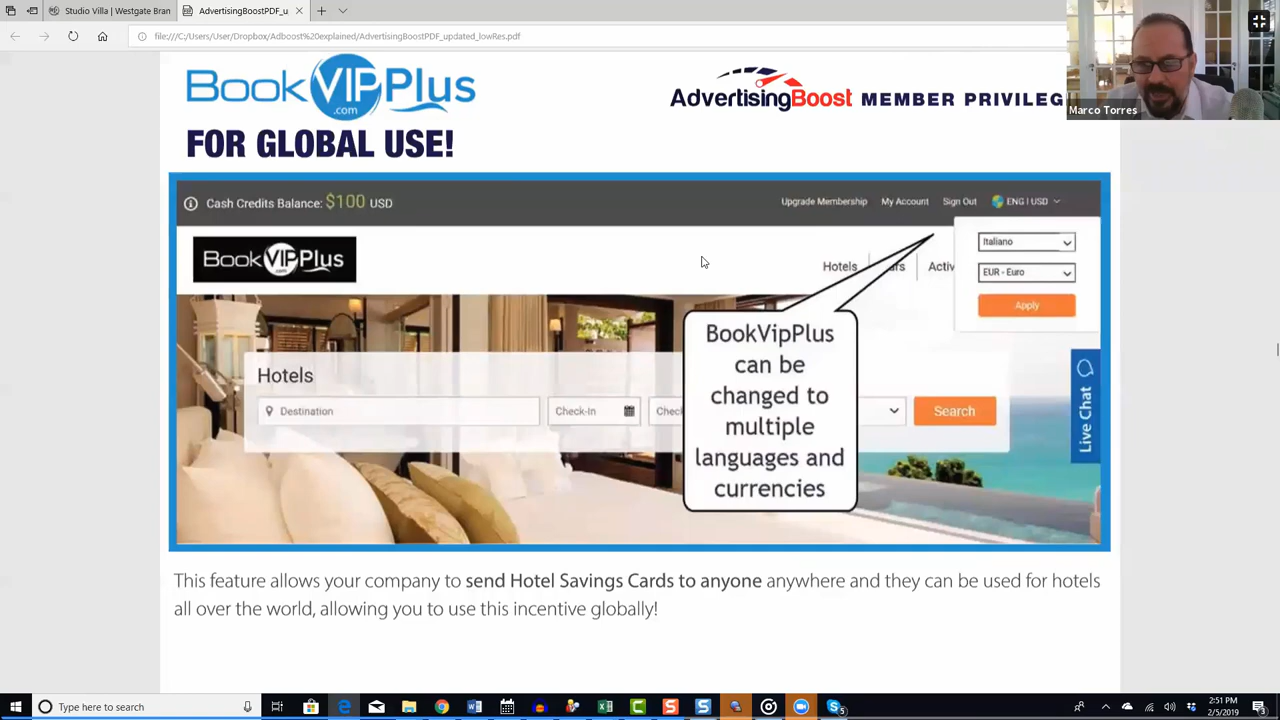 Studio Villa | Westgate Bran
AdvertisingBoostPDF_u
file:///C:/Users/User/Dropbox/Adboost%20explained/AdvertisingBoostPDF_updated_lowRes.pdf
Marco Torres
BookVIPPlus
.com
AdvertisingBoost MEMBER PRIVILEG
FOR GLOBAL USE!
Cash Credits Balance: $100 USD
Upgrade Membership My Account Sign Out ENG | USD
Italiano
EUR - Euro
Apply
BookVIPPlus
Hotels
Activ
BookVipPlus
can be
changed to
multiple
languages and
currencies
Hotels
Destination
Check-In
Search
Live Chat
This feature allows your company to send Hotel Savings Cards to anyone anywhere and they can be used for hotels
all over the world, allowing you to use this incentive globally!
Type here to search
2:51 PM
2/5/2019